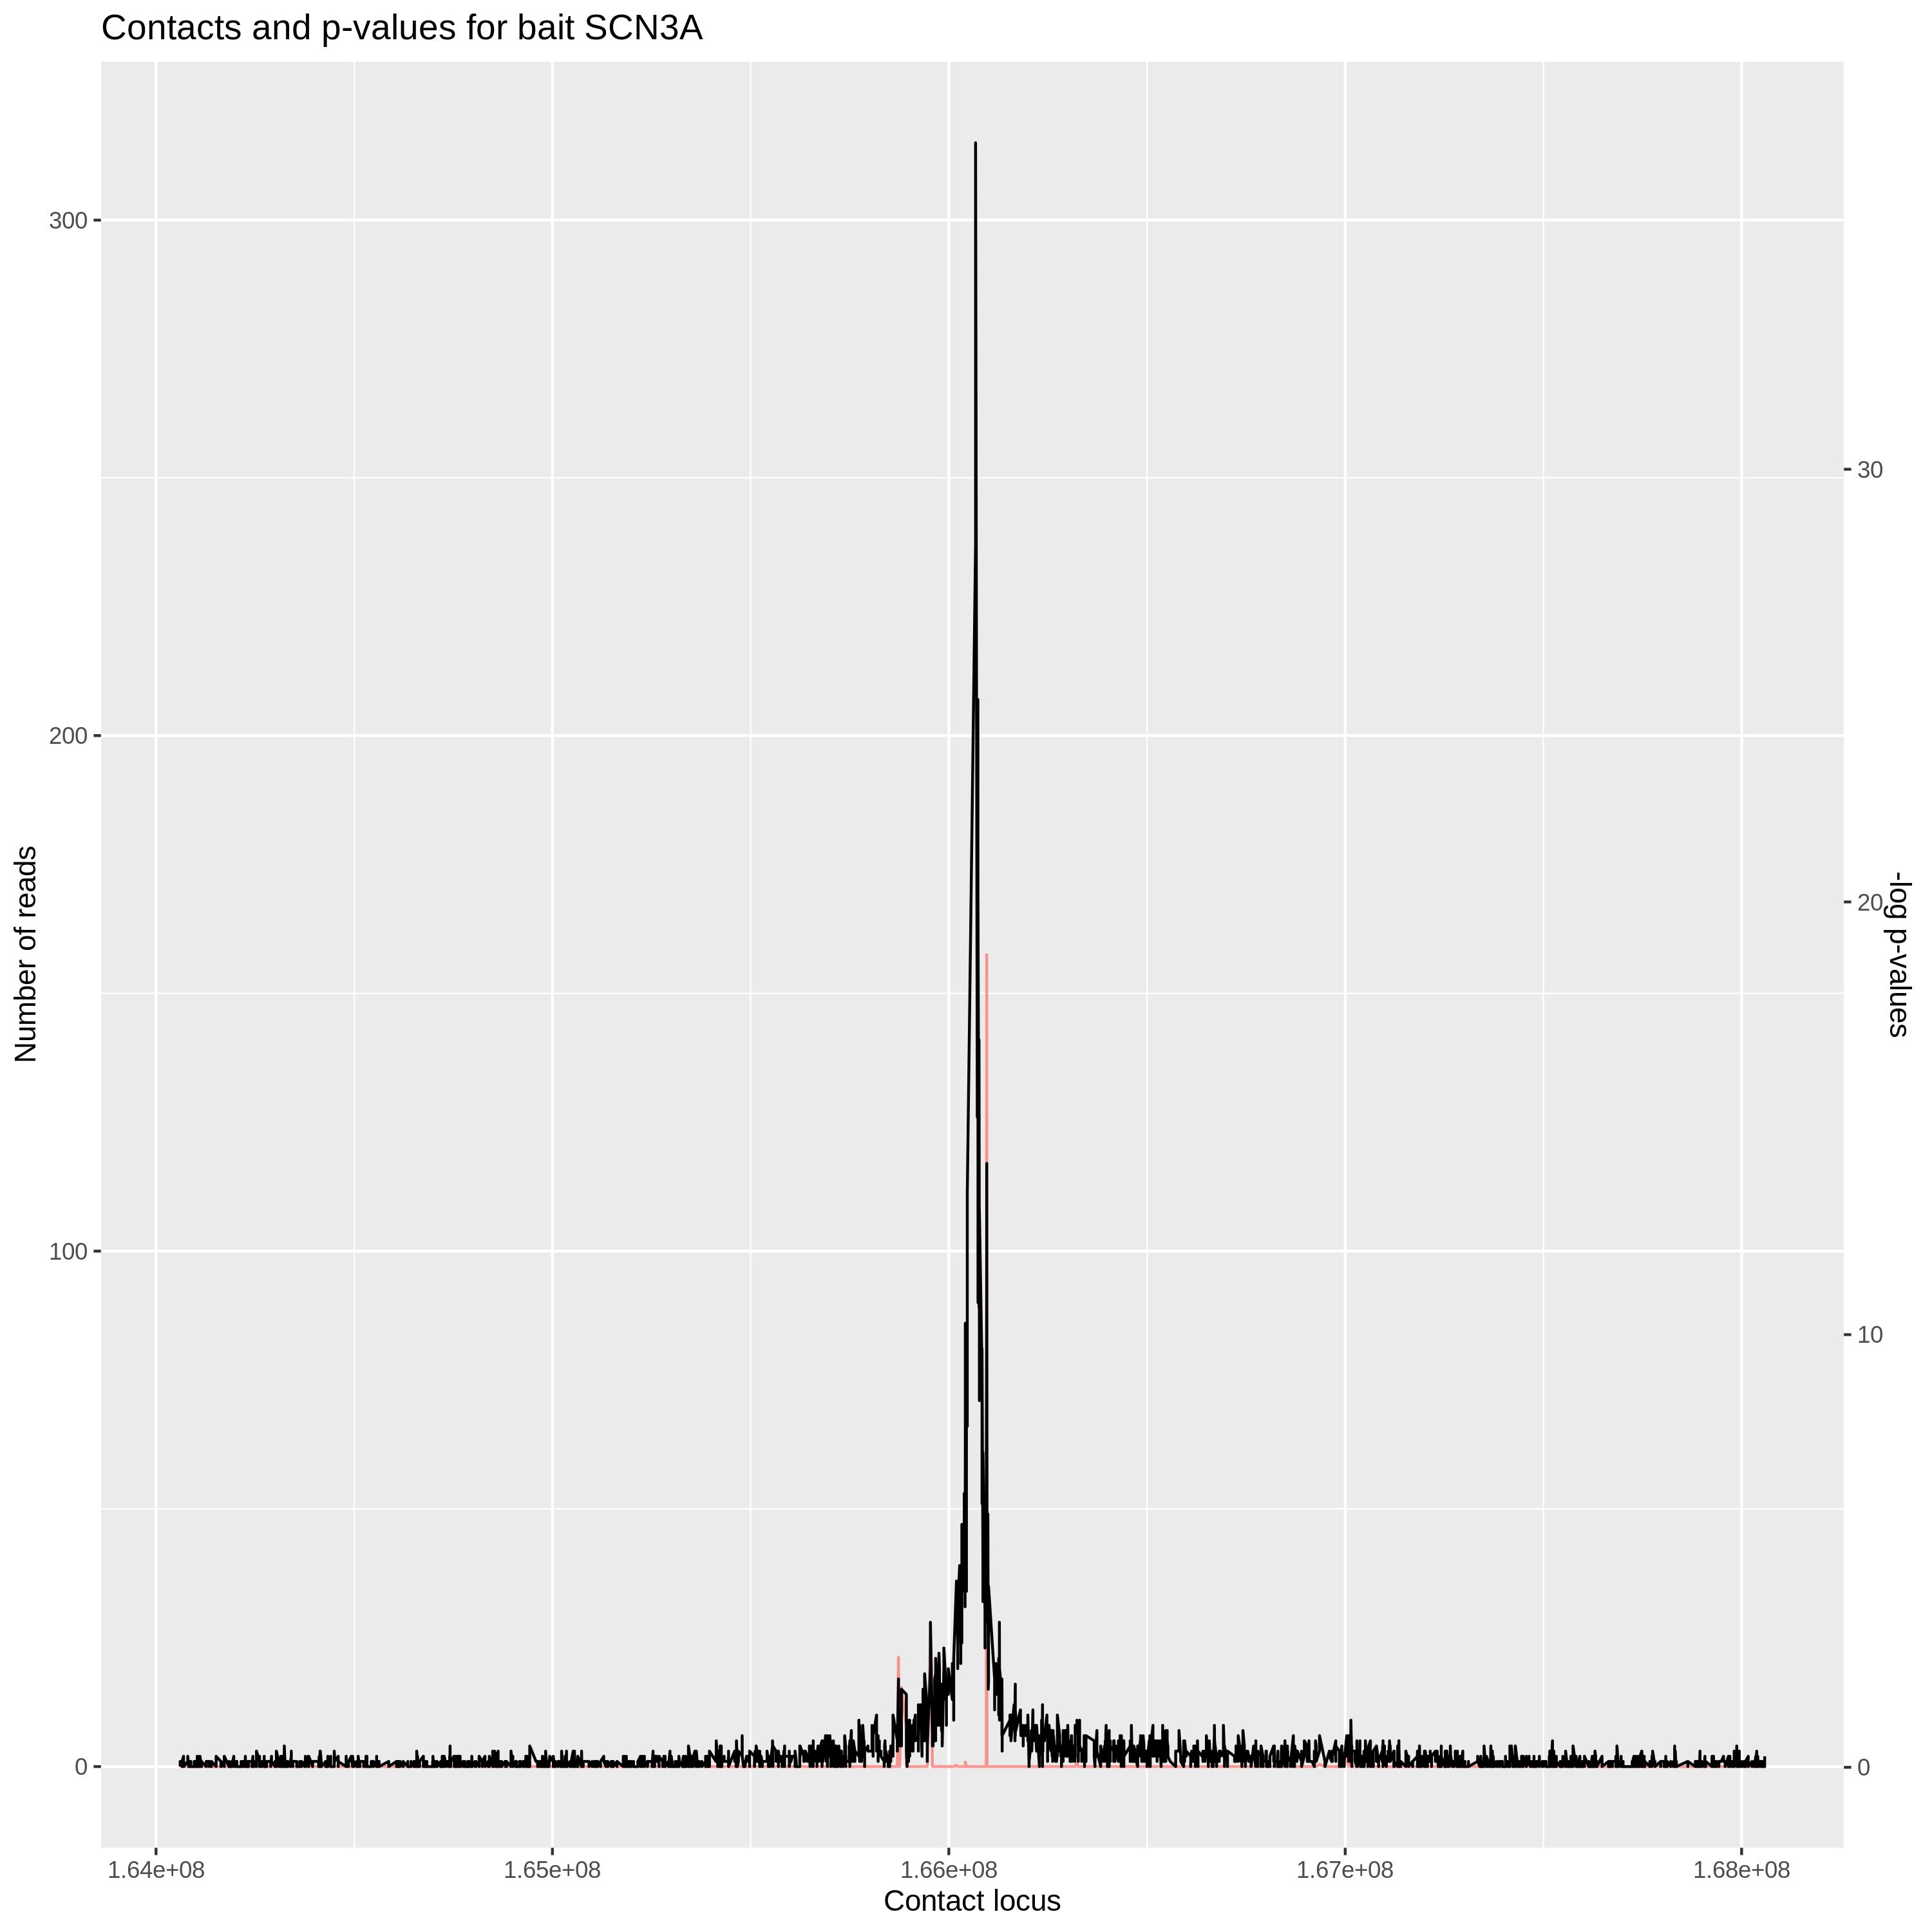 Contacts and p-values for bait SCN3A
300
200
100
0
Number of reads
30
20
10
0
-log p-values
1.64e+08
1.65e+08
1.66e+08
1.67e+08
1.68e+08
Contact locus